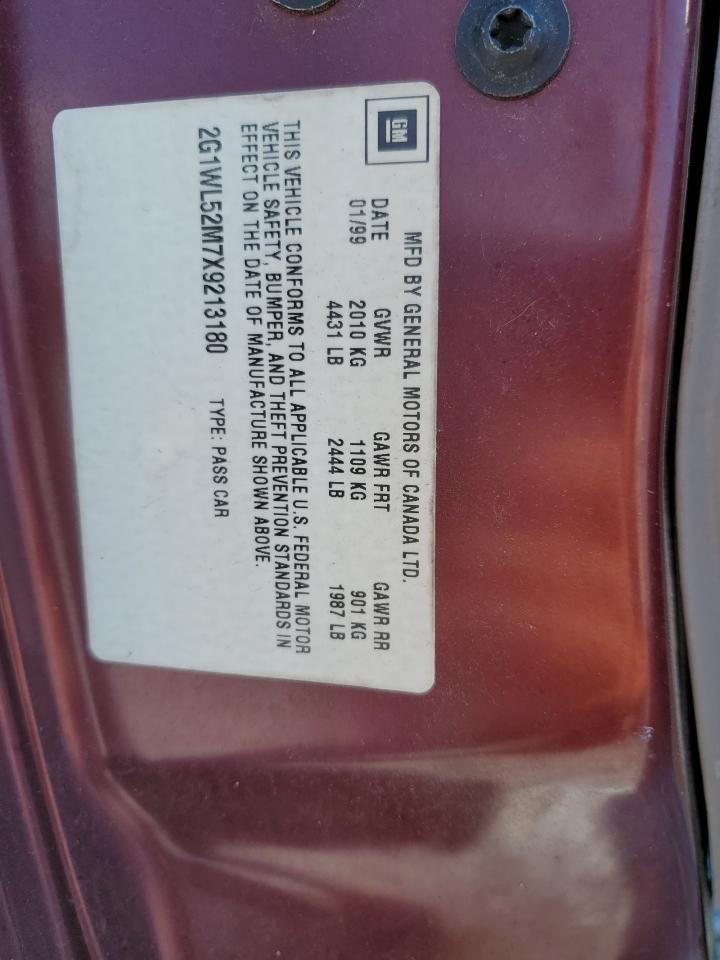 GM
MFD BY GENERAL MOTORS OF CANADA LTD.
DATE GVWR GAWR FRT GAWR RR
01/99 2010 KG 1109 KG 901 KG
4431 LB 2444 LB 1987 LB
THIS VEHICLE CONFORMS TO ALL APPLICABLE U.S. FEDERAL MOTOR
VEHICLE SAFETY, BUMPER, AND THEFT PREVENTION STANDARDS IN
EFFECT ON THE DATE OF MANUFACTURE SHOWN ABOVE.
2G1WL52M7X9213180 TYPE: PASS CAR